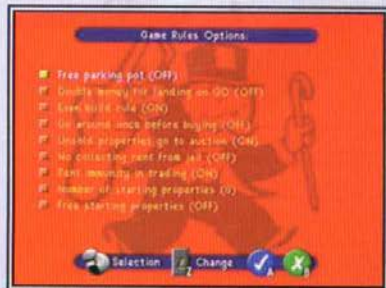 Game Rules Options:
Free parking pot (OFF)
Double money for landing on GO (OFF)
Even build rule (ON)
Go around once before buying (OFF)
Unsold properties go to auction (ON)
No collecting rent from jail (OFF)
Rent immunity in trading (ON)
Number of starting properties (0)
Free starting properties (OFF)
Selection Z Change A B